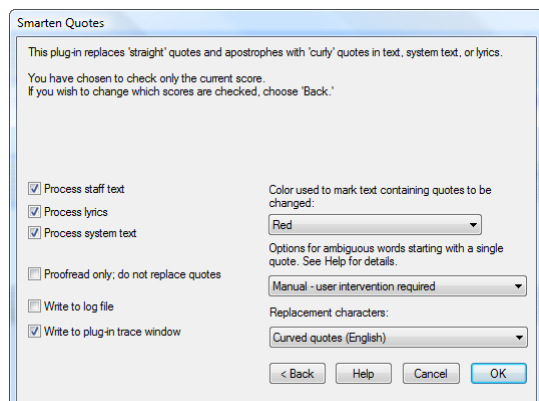 Smarten Quotes
This plug-in replaces 'straight' quotes and apostrophes with 'curly' quotes in text, system text, or lyrics.
You have chosen to check only the current score.
If you wish to change which scores are checked, choose 'Back.'
Process staff text
Process lyrics
Process system text
Proofread only; do not replace quotes
Write to log file
Write to plug-in trace window
Color used to mark text containing quotes to be
changed:
Red
Options for ambiguous words starting with a single
quote. See Help for details.
Manual - user intervention required
Replacement characters:
Curved quotes (English)
< Back
Help
Cancel
OK